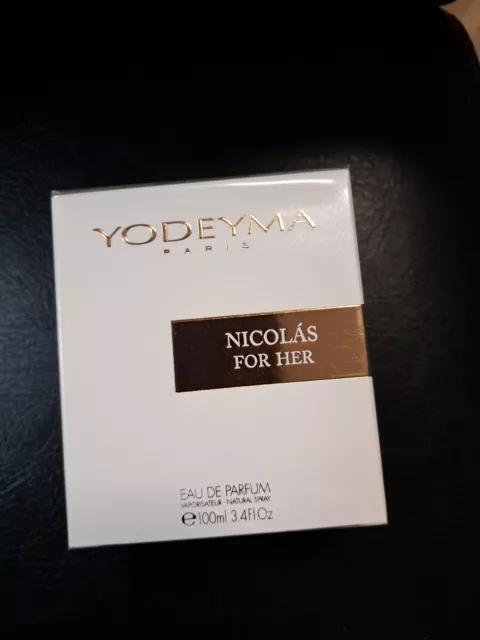 YODEYMA
PARIS
NICOLÁS
FOR HER
EAU DE PARFUM
VAPORISATEUR · NATURAL SPRAY
℮100ml 3.4Fl.Oz